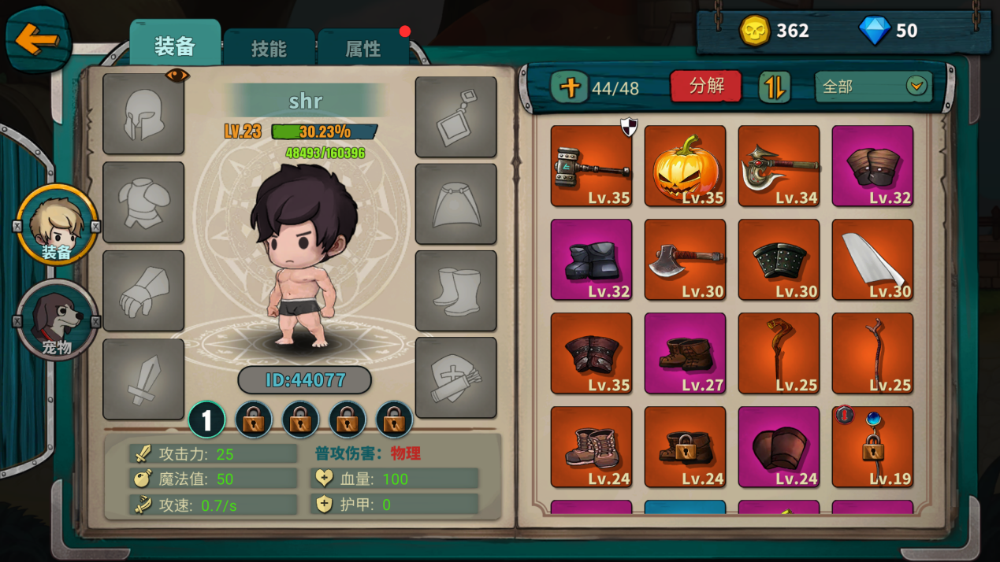 装备 技能 属性
362 50
shr
LV.23 30.23%
48493/160396
装备
宠物
ID:44077
1
攻击力: 25 普攻伤害: 物理
魔法值: 50 血量: 100
攻速: 0.7/s 护甲: 0
44/48 分解 全部
Lv.35 Lv.35 Lv.34 Lv.32
Lv.32 Lv.30 Lv.30 Lv.30
Lv.35 Lv.27 Lv.25 Lv.25
Lv.24 Lv.24 Lv.24 Lv.19